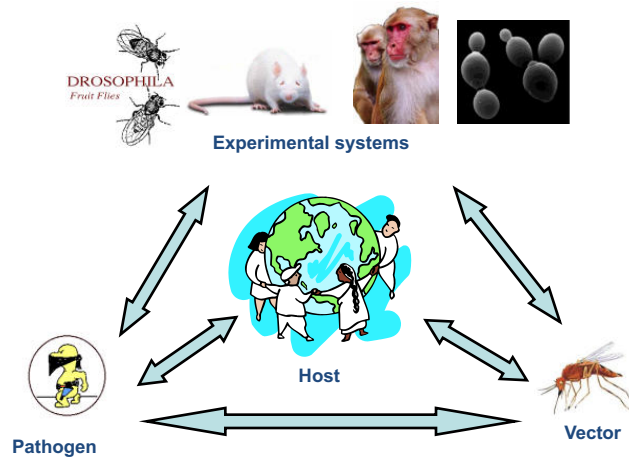 DROSOPHILA
Fruit Flies
Experimental systems
Host
Pathogen
Vector